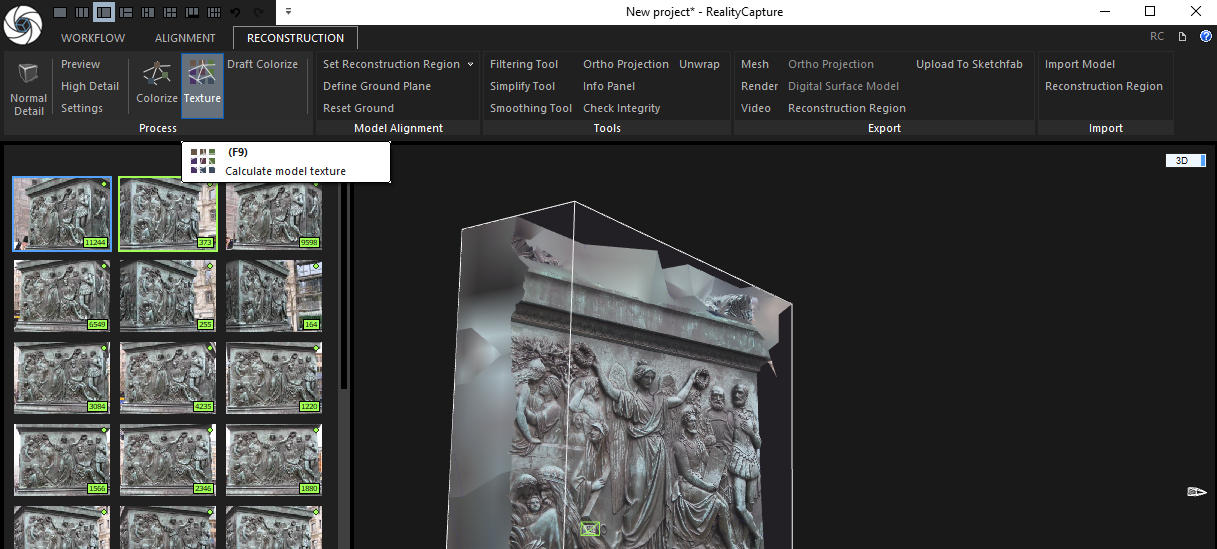 New project* - RealityCapture
WORKFLOW ALIGNMENT RECONSTRUCTION RC
Preview Draft Colorize Set Reconstruction Region Filtering Tool Ortho Projection Unwrap Mesh Ortho Projection Upload To Sketchfab Import Model
High Detail Define Ground Plane Simplify Tool Info Panel Render Digital Surface Model Reconstruction Region
Normal Detail Settings Colorize Texture Reset Ground Smoothing Tool Check Integrity Video Reconstruction Region
Process Model Alignment Tools Export Import
(F9)
Calculate model texture
3D
11244 373 9598
6549 255 164
3084 4235 1220
1566 2346 1880